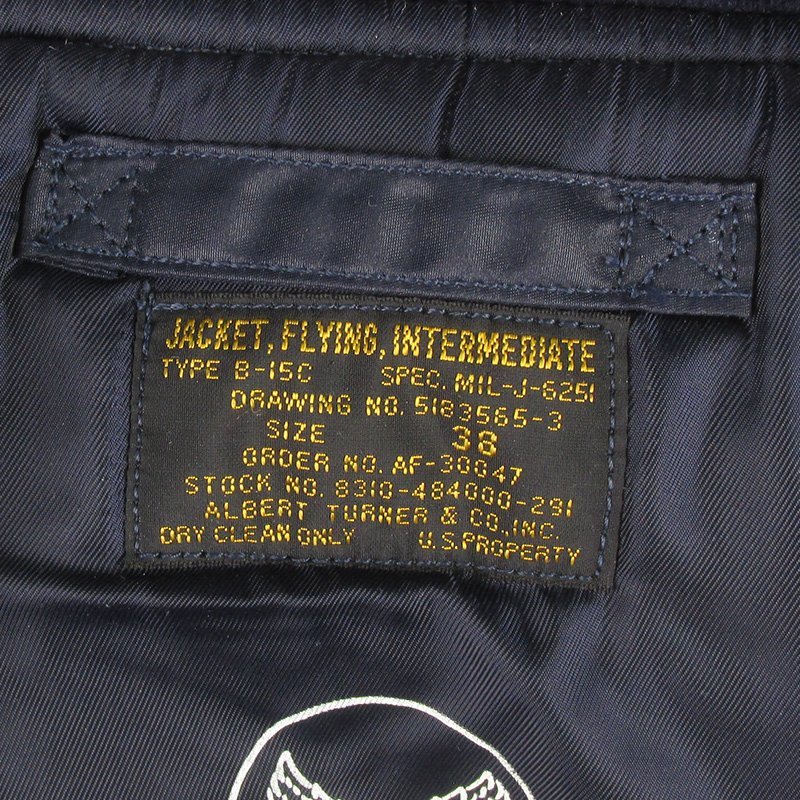 JACKET, FLYING, INTERMEDIATE
TYPE B-15C SPEC. MIL-J-6251
DRAWING NO. 5183565-3
SIZE 38
ORDER NO. AF-30047
STOCK NO. 8310-484000-291
ALBERT TURNER & CO., INC.
DRY CLEAN ONLY U.S. PROPERTY